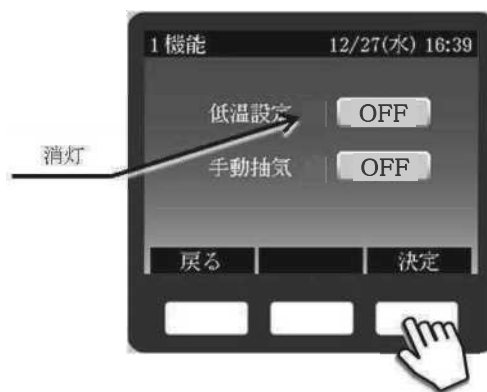 1 機能 12/27(水) 16:39
低温設定 OFF
消灯
手動抽気 OFF
戻る 決定